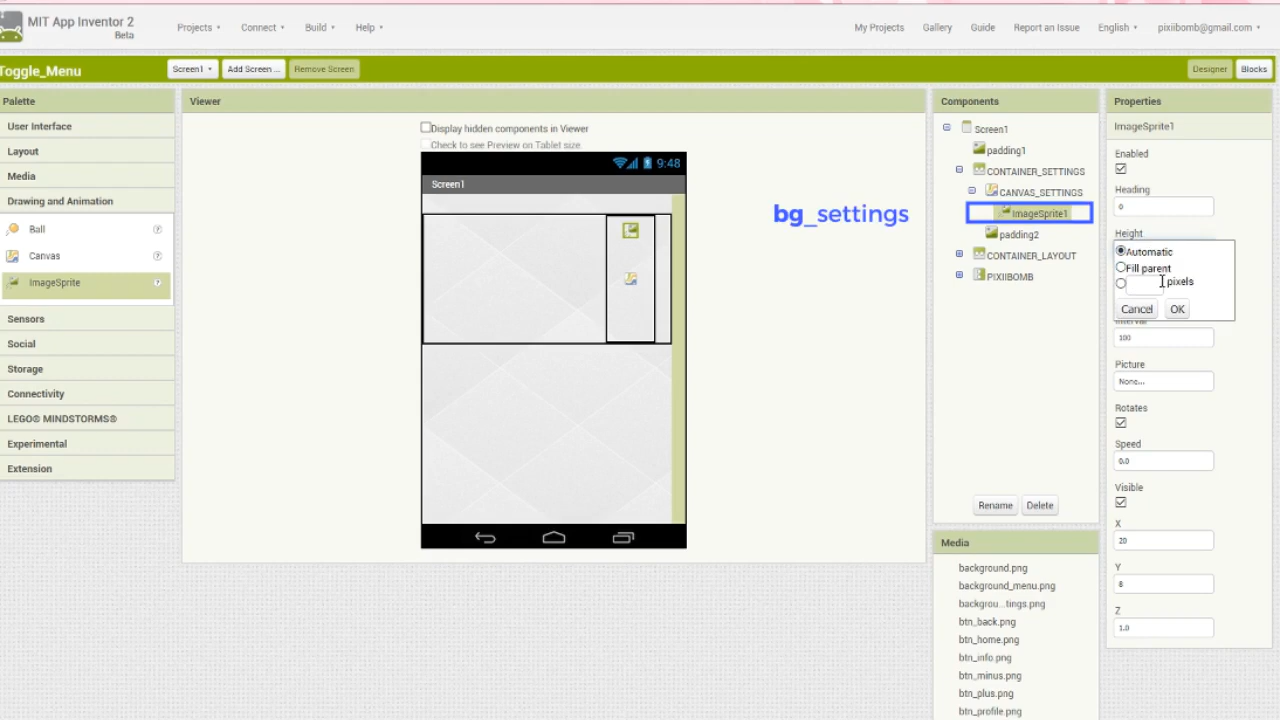 MIT App Inventor 2
Beta
Projects
Connect
Build
Help
My Projects
Gallery
Guide
Report an Issue
English
pixiibomb@gmail.com
Toggle_Menu
Screen1
Add Screen ...
Remove Screen
Designer
Blocks
Palette
User Interface
Layout
Media
Drawing and Animation
Ball
?
Canvas
?
ImageSprite
?
Sensors
Social
Storage
Connectivity
LEGO® MINDSTORMS®
Experimental
Extension
Viewer
Display hidden components in Viewer
Check to see Preview on Tablet size.
9:48
Screen1
bg_settings
Components
Screen1
padding1
CONTAINER_SETTINGS
CANVAS_SETTINGS
ImageSprite1
padding2
CONTAINER_LAYOUT
PIXIIBOMB
Rename
Delete
Media
background.png
background_menu.png
backgrou...tings.png
btn_back.png
btn_home.png
btn_info.png
btn_minus.png
btn_plus.png
btn_profile.png
Properties
ImageSprite1
Enabled
Heading
0
Height
Automatic
Fill parent
pixels
Cancel
OK
Interval
100
Picture
None...
Rotates
Speed
0.0
Visible
X
20
Y
8
Z
1.0